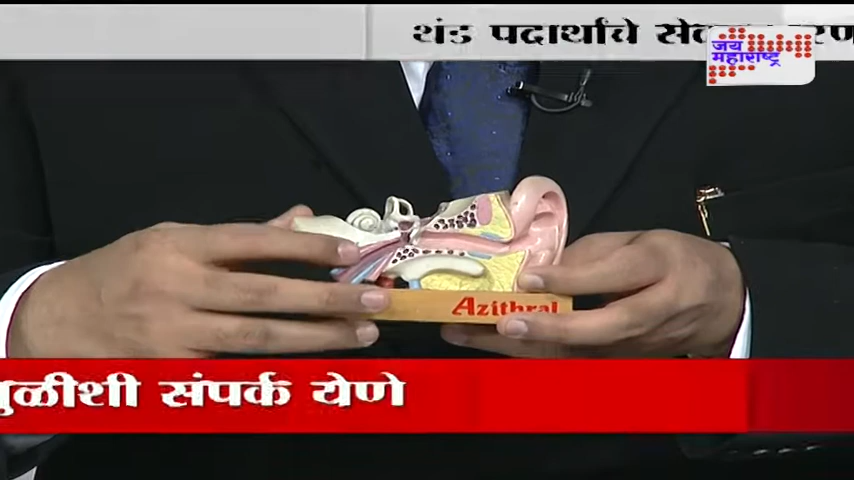 थंड पदार्थांचे
जय
महाराष्ट्र
Azithral
संपर्क येणे